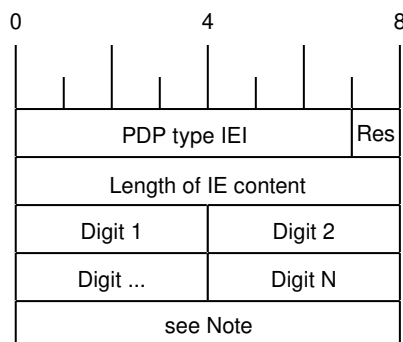 0 4 8
PDP type IEI Res
Length of IE content
Digit 1 Digit 2
Digit ... Digit N
see Note